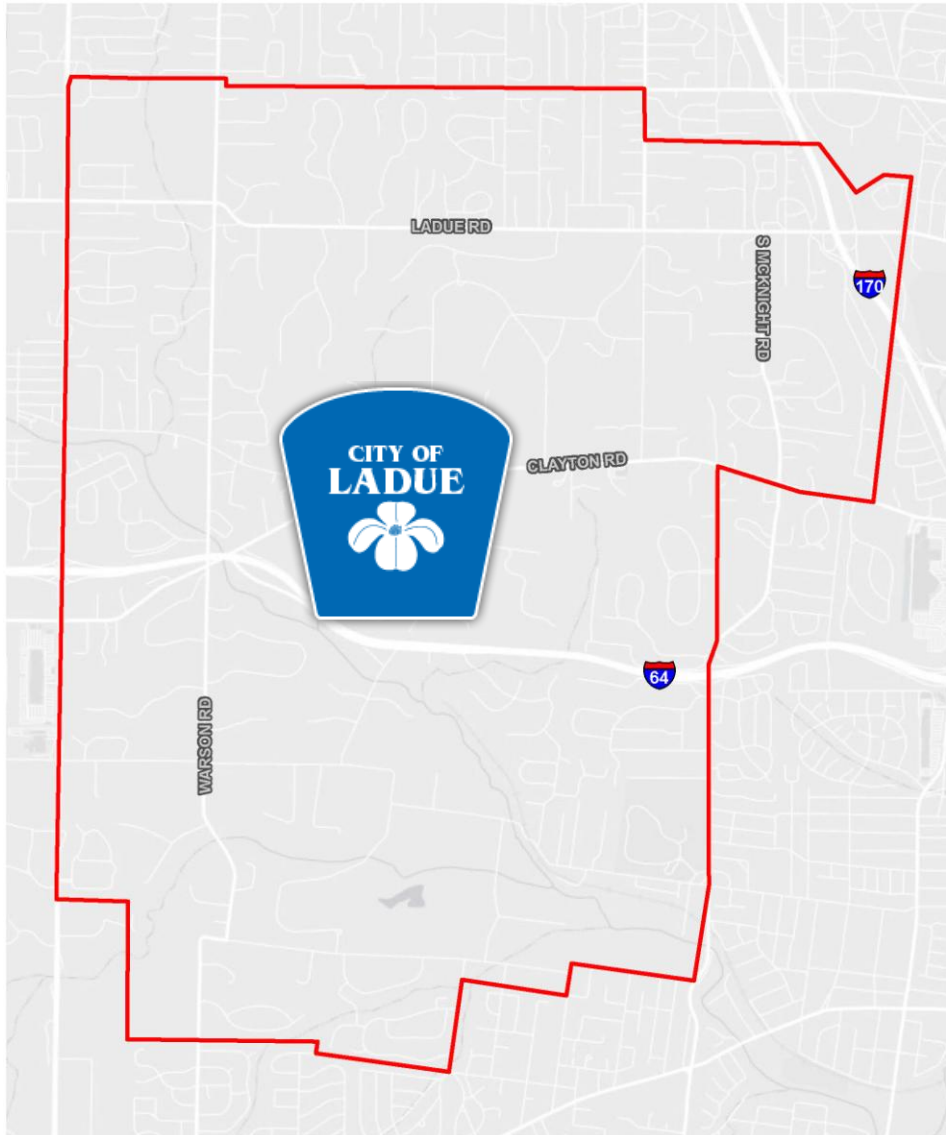 LADUE RD
S MCKNIGHT RD
170
CITY OF
LADUE
CLAYTON RD
64
WARSON RD